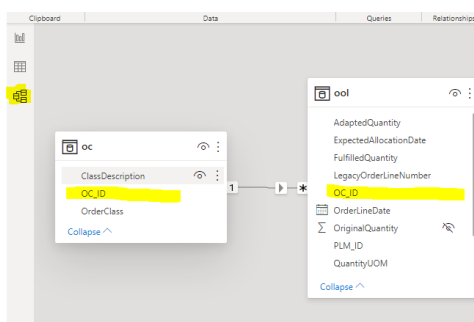 Clipboard
Data
Queries
Relationships
oc
ClassDescription
OC_ID
OrderClass
Collapse
1
*
ool
AdaptedQuantity
ExpectedAllocationDate
FulfilledQuantity
LegacyOrderLineNumber
OC_ID
OrderLineDate
OriginalQuantity
PLM_ID
QuantityUOM
Collapse